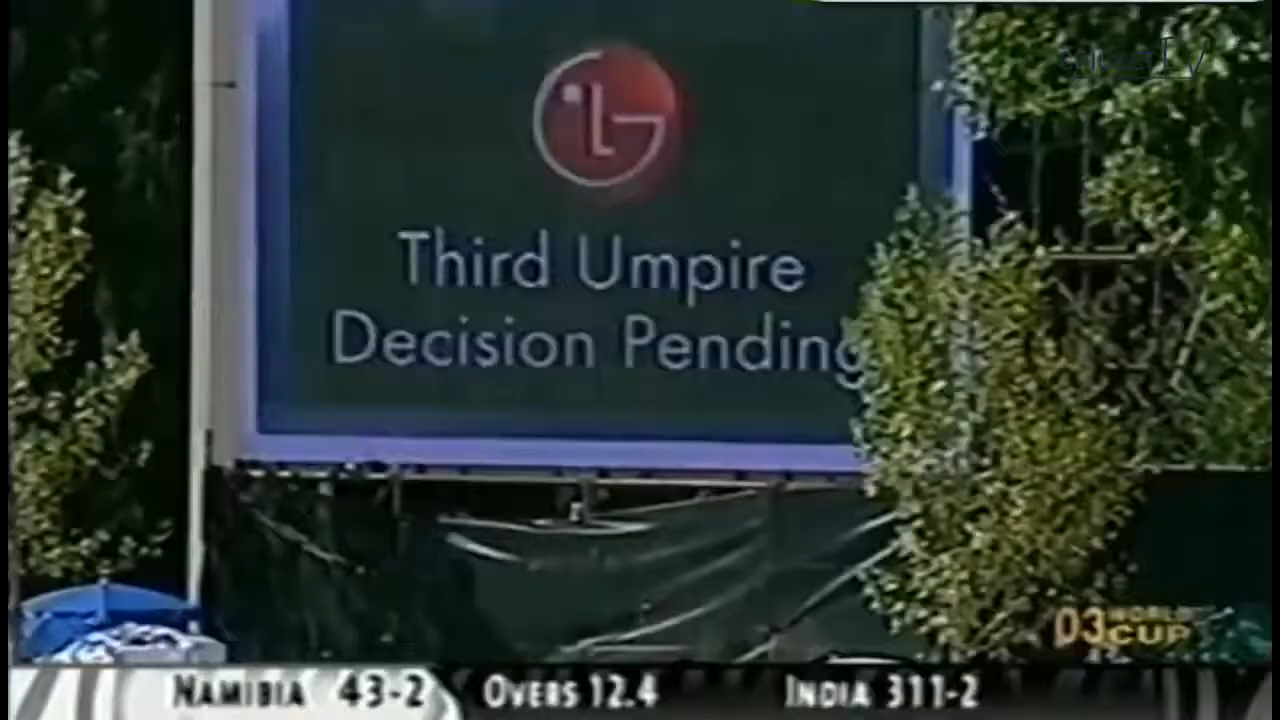 LG
Third Umpire
Decision Pending
03 WORLD
CUP
NAMIBIA 43-2 OVERS 12.4 INDIA 311-2